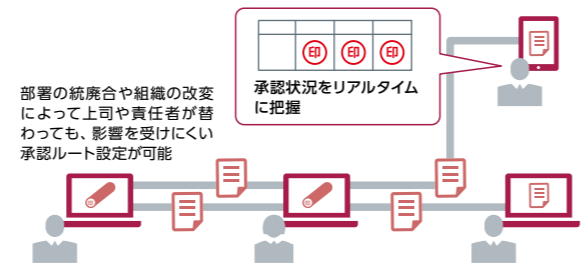 印 印 印
承認状況をリアルタイム
に把握
部署の統廃合や組織の改変
によって上司や責任者が替
わっても、影響を受けにくい
承認ルート設定が可能